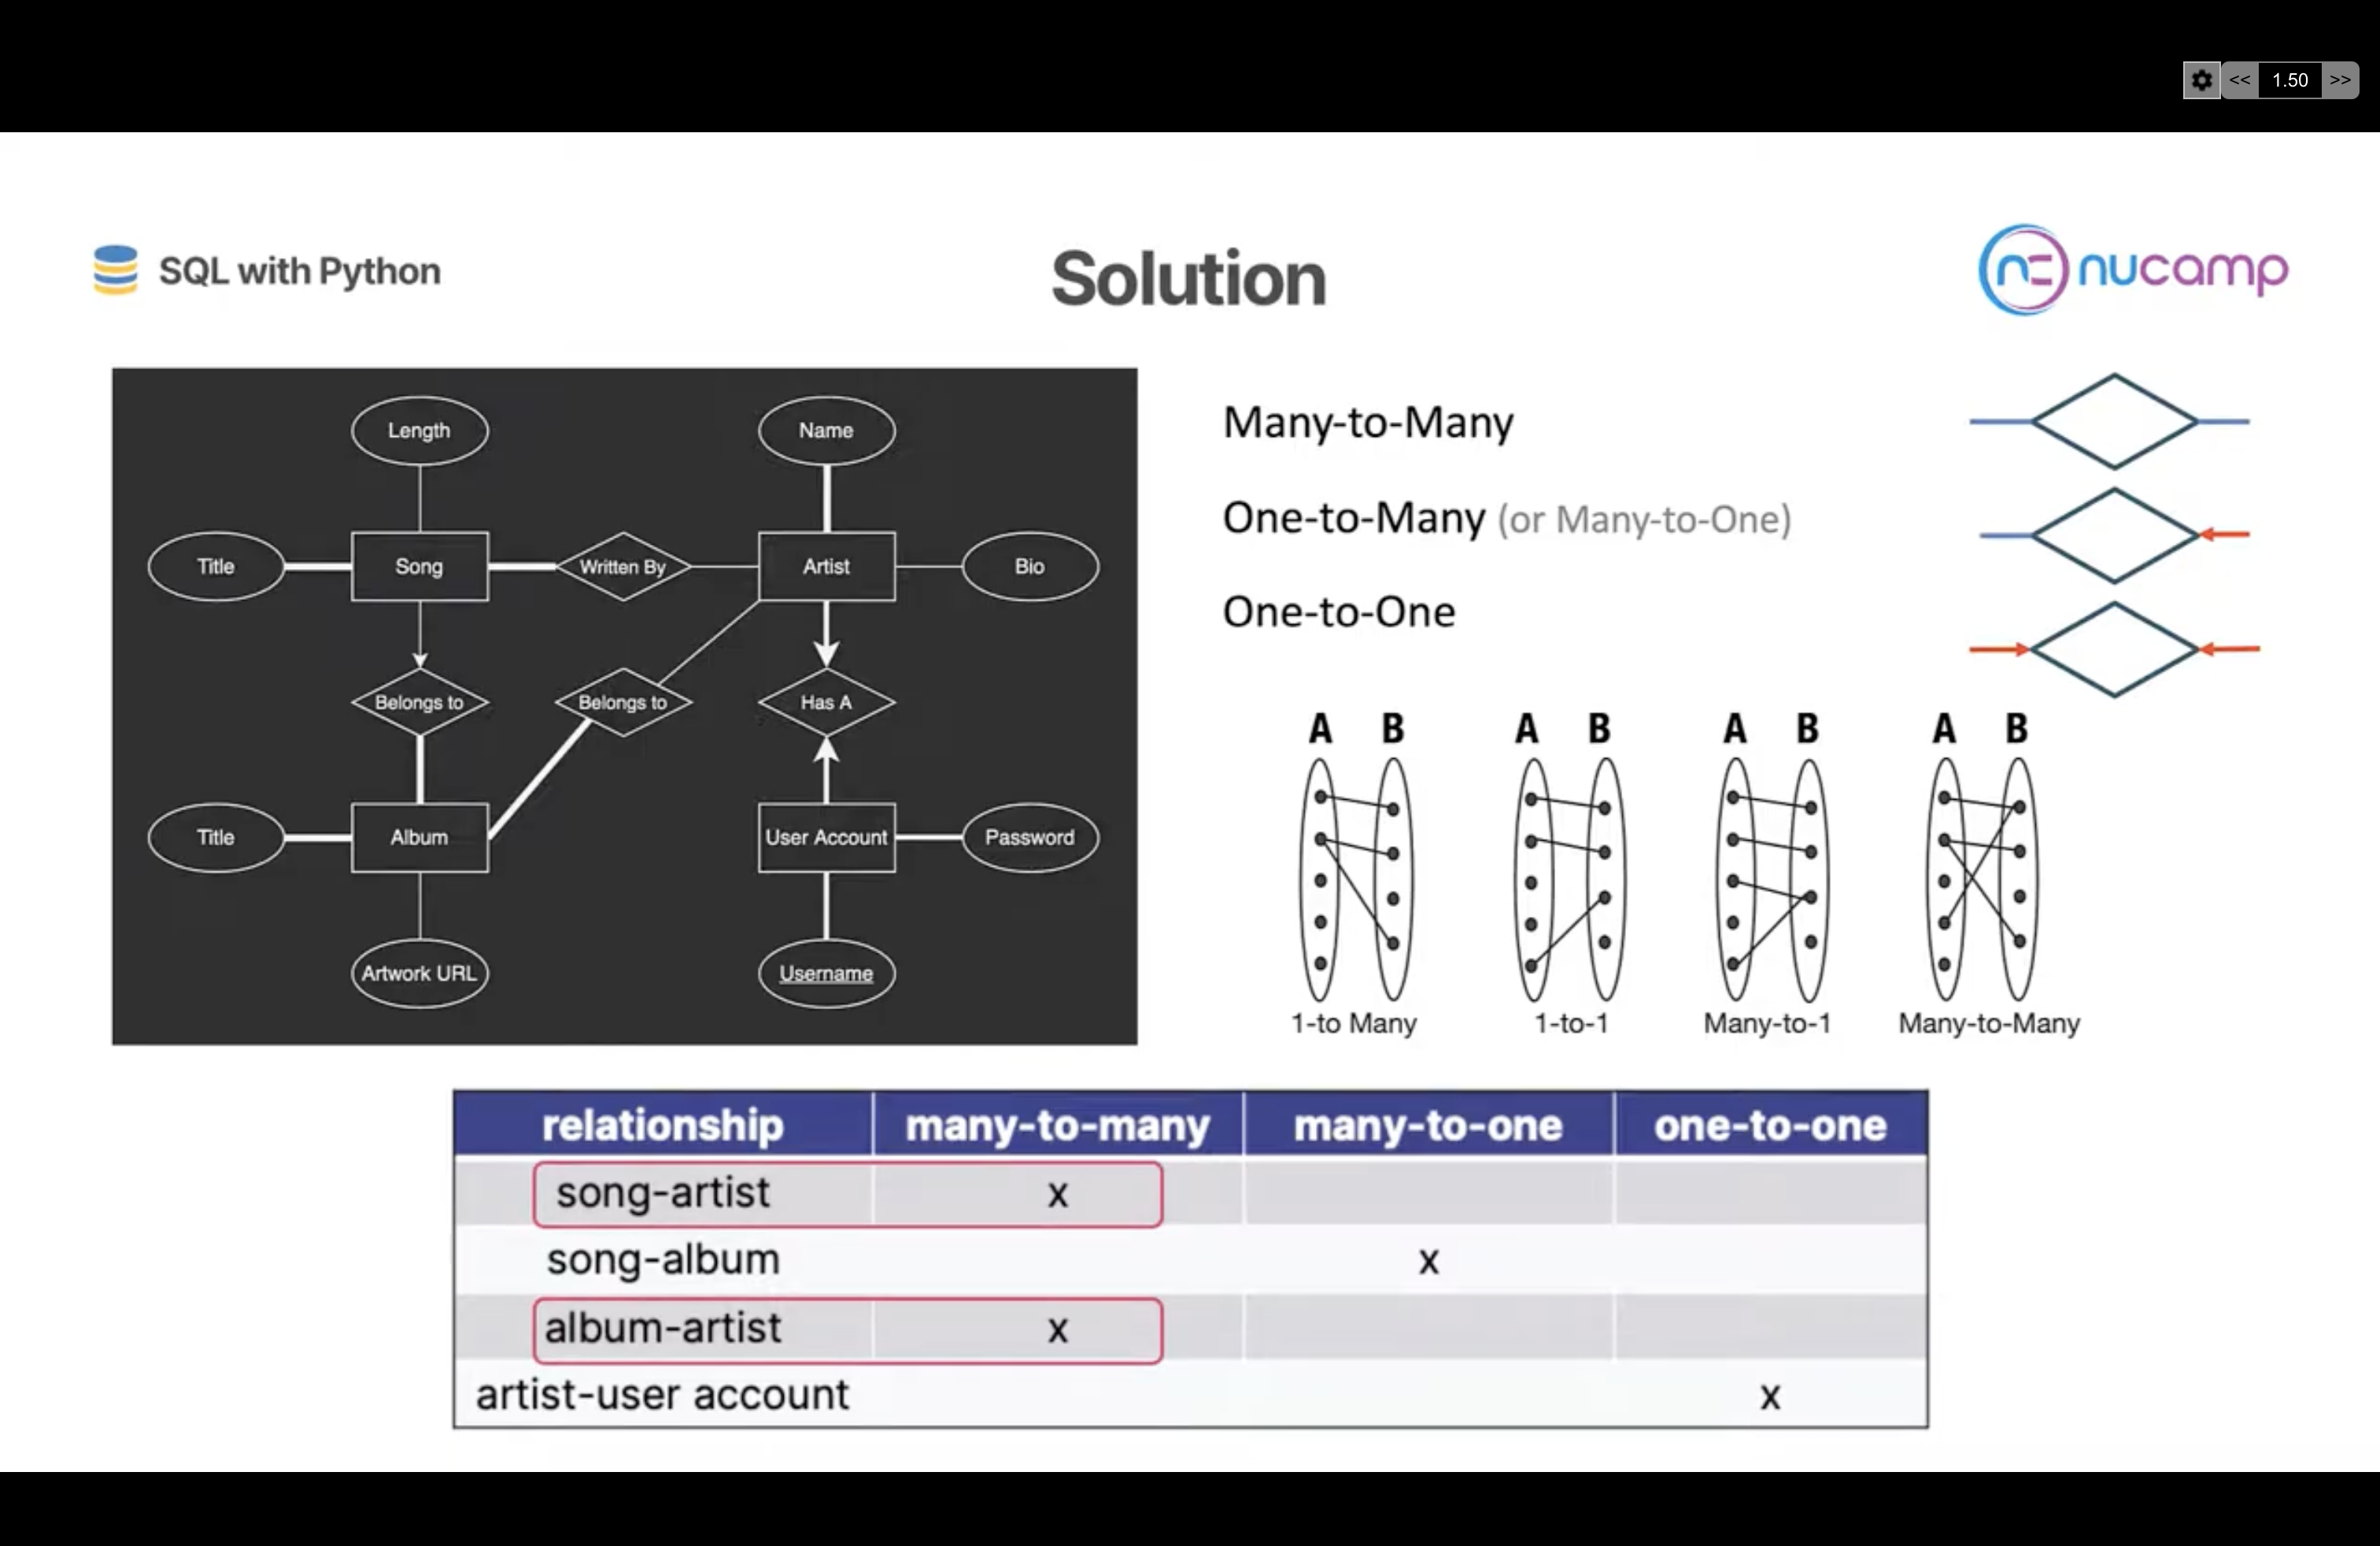 << 1.50 >>
SQL with Python
Solution
nucamp
Length
Name
Title
Song
Written By
Artist
Bio
Belongs to
Belongs to
Has A
Title
Album
User Account
Password
Artwork URL
Username
Many-to-Many
One-to-Many (or Many-to-One)
One-to-One
A B A B A B A B
1-to Many 1-to-1 Many-to-1 Many-to-Many
relationship many-to-many many-to-one one-to-one
song-artist x
song-album x
album-artist x
artist-user account x